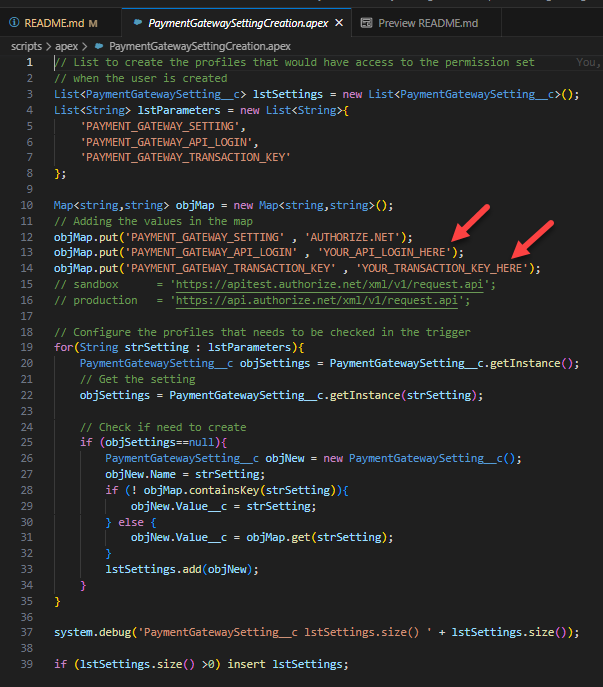 README.md M
PaymentGatewaySettingCreation.apex
Preview README.md
scripts > apex > PaymentGatewaySettingCreation.apex
1 // List to create the profiles that would have access to the permission set You,
2 // when the user is created
3 List<PaymentGatewaySetting__c> lstSettings = new List<PaymentGatewaySetting__c>();
4 List<String> lstParameters = new List<String>{
5 'PAYMENT_GATEWAY_SETTING',
6 'PAYMENT_GATEWAY_API_LOGIN',
7 'PAYMENT_GATEWAY_TRANSACTION_KEY'
8 };
9
10 Map<string,string> objMap = new Map<string,string>();
11 // Adding the values in the map
12 objMap.put('PAYMENT_GATEWAY_SETTING' , 'AUTHORIZE.NET');
13 objMap.put('PAYMENT_GATEWAY_API_LOGIN' , 'YOUR_API_LOGIN_HERE');
14 objMap.put('PAYMENT_GATEWAY_TRANSACTION_KEY' , 'YOUR_TRANSACTION_KEY_HERE');
15 // sandbox = 'https://apitest.authorize.net/xml/v1/request.api';
16 // production = 'https://api.authorize.net/xml/v1/request.api';
17
18 // Configure the profiles that needs to be checked in the trigger
19 for(String strSetting : lstParameters){
20 PaymentGatewaySetting__c objSettings = PaymentGatewaySetting__c.getInstance();
21 // Get the setting
22 objSettings = PaymentGatewaySetting__c.getInstance(strSetting);
23
24 // Check if need to create
25 if (objSettings==null){
26 PaymentGatewaySetting__c objNew = new PaymentGatewaySetting__c();
27 objNew.Name = strSetting;
28 if (! objMap.containsKey(strSetting)){
29 objNew.Value__c = strSetting;
30 } else {
31 objNew.Value__c = objMap.get(strSetting);
32 }
33 lstSettings.add(objNew);
34 }
35 }
36
37 system.debug('PaymentGatewaySetting__c lstSettings.size() ' + lstSettings.size());
38
39 if (lstSettings.size() >0) insert lstSettings;